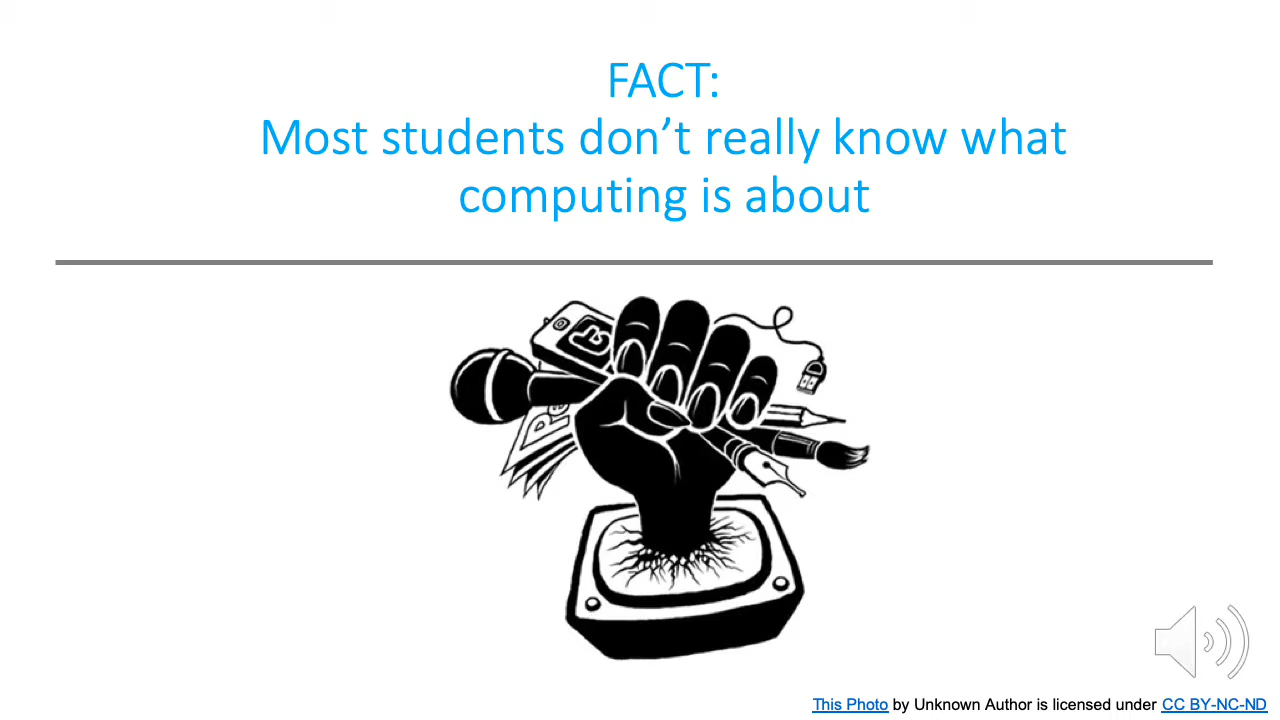 FACT:
Most students don’t really know what
computing is about
This Photo by Unknown Author is licensed under CC BY-NC-ND